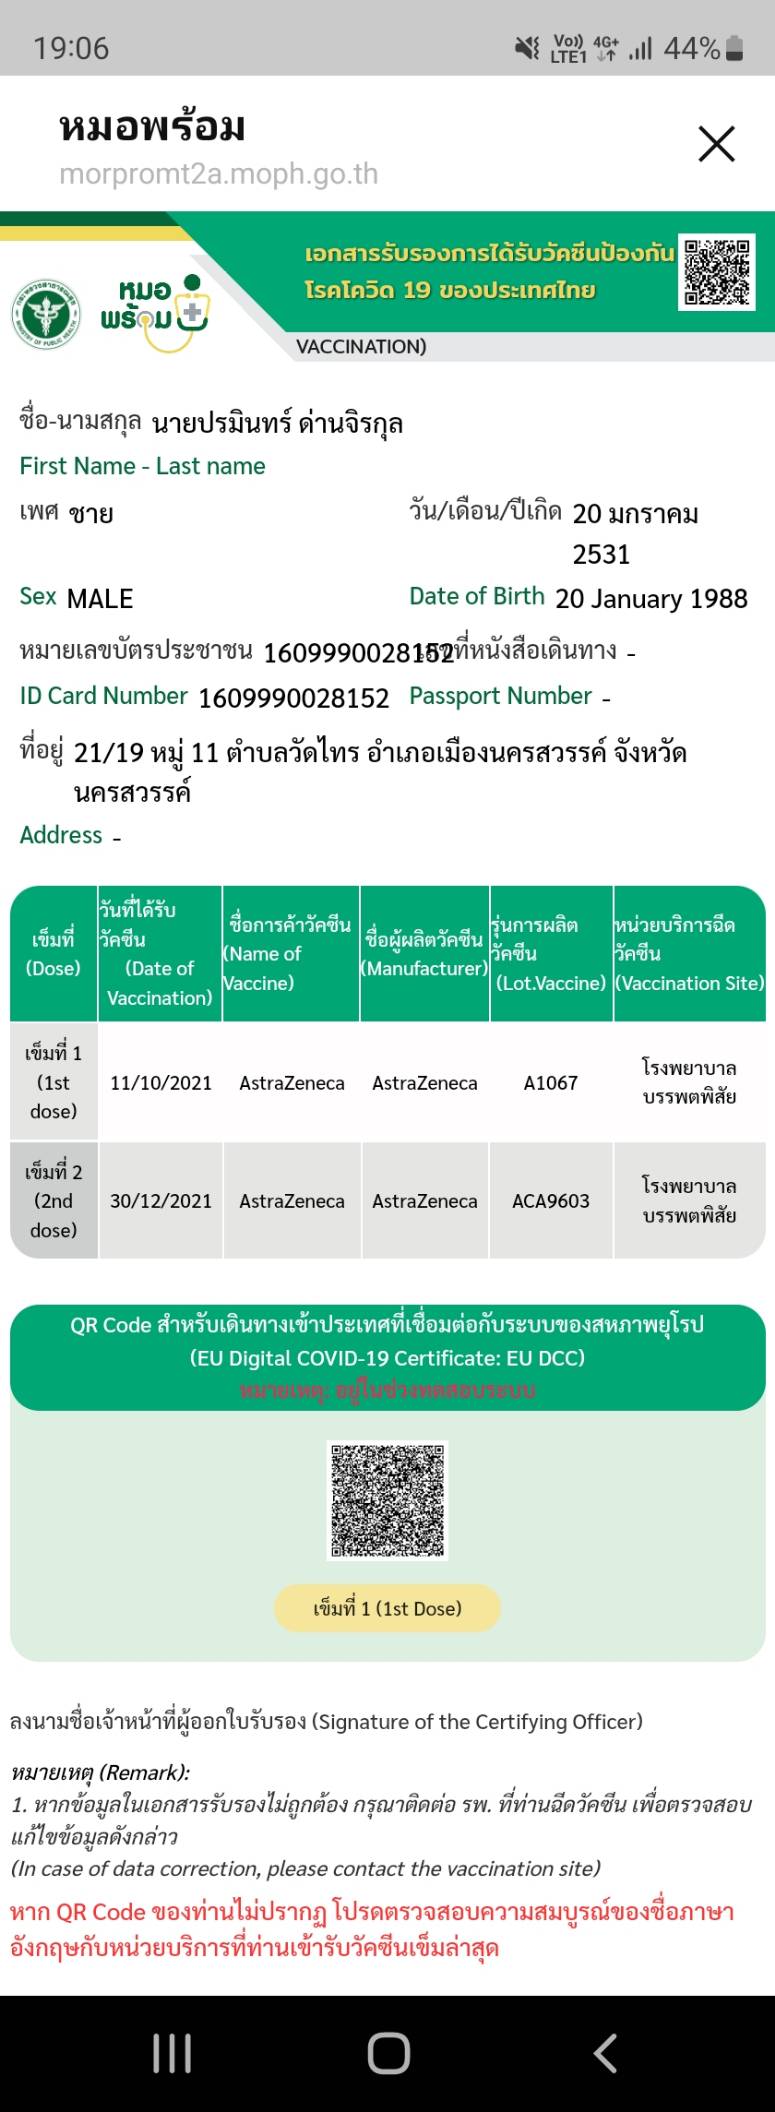 19:06
Vo)) LTE1 4G+ 44%
หมอพร้อม
morpromt2a.moph.go.th
เอกสารรับรองการได้รับวัคซีนป้องกัน
โรคโควิด 19 ของประเทศไทย
หมอ
พร้อม
กระทรวงสาธารณสุข
MINISTRY OF PUBLIC HEALTH
VACCINATION)
ชื่อ-นามสกุล นายปรมินทร์ ด่านจิรกุล
First Name - Last name
เพศ ชาย วัน/เดือน/ปีเกิด 20 มกราคม
2531
Sex MALE Date of Birth 20 January 1988
หมายเลขบัตรประชาชน 1609990028152 เลขที่หนังสือเดินทาง -
ID Card Number 1609990028152 Passport Number -
ที่อยู่ 21/19 หมู่ 11 ตำบลวัดไทร อำเภอเมืองนครสวรรค์ จังหวัด
นครสวรรค์
Address -
เข็มที่
(Dose)
วันที่ได้รับ
วัคซีน
(Date of
Vaccination)
ชื่อการค้าวัคซีน
(Name of
Vaccine)
ชื่อผู้ผลิตวัคซีน
(Manufacturer)
รุ่นการผลิต
วัคซีน
(Lot.Vaccine)
หน่วยบริการฉีด
วัคซีน
(Vaccination Site)
เข็มที่ 1
(1st
dose)
11/10/2021
AstraZeneca
AstraZeneca
A1067
โรงพยาบาล
บรรพตพิสัย
เข็มที่ 2
(2nd
dose)
30/12/2021
AstraZeneca
AstraZeneca
ACA9603
โรงพยาบาล
บรรพตพิสัย
QR Code สำหรับเดินทางเข้าประเทศที่เชื่อมต่อกับระบบของสหภาพยุโรป
(EU Digital COVID-19 Certificate: EU DCC)
หมายเหตุ: อยู่ในช่วงทดสอบระบบ
เข็มที่ 1 (1st Dose)
ลงนามชื่อเจ้าหน้าที่ผู้ออกใบรับรอง (Signature of the Certifying Officer)
หมายเหตุ (Remark):
1. หากข้อมูลในเอกสารรับรองไม่ถูกต้อง กรุณาติดต่อ รพ. ที่ท่านฉีดวัคซีน เพื่อตรวจสอบ
แก้ไขข้อมูลดังกล่าว
(In case of data correction, please contact the vaccination site)
หาก QR Code ของท่านไม่ปรากฏ โปรดตรวจสอบความสมบูรณ์ของชื่อภาษา
อังกฤษกับหน่วยบริการที่ท่านเข้ารับวัคซีนเข็มล่าสุด